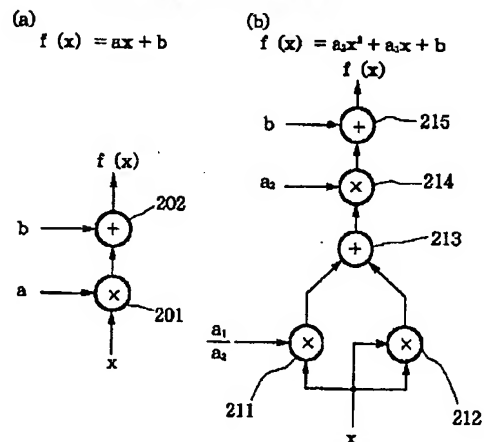 (a)
f (x) = ax + b
f (x)
202
b
+
a
×
201
x
(b)
f (x) = a₂x² + a₁x + b
f (x)
b
+
215
a₂
×
214
+
213
a₁
a₂
×
×
211
212
x